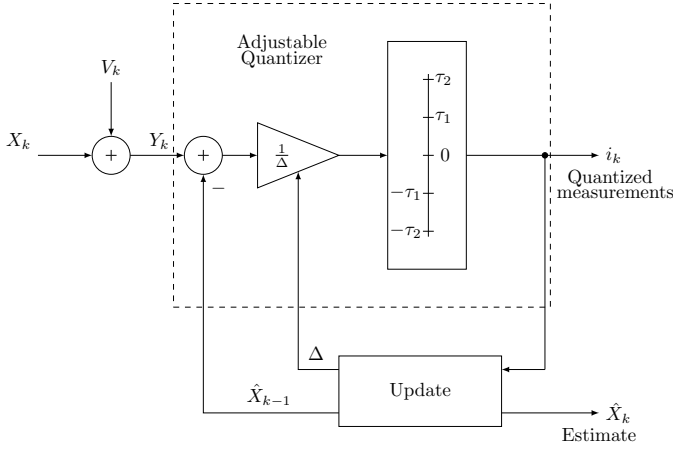 Adjustable
Quantizer
V_k
X_k
+
Y_k
+
−
1/Δ
τ_2
τ_1
0
−τ_1
−τ_2
i_k
Quantized
measurements
Δ
X̂_{k−1}
Update
X̂_k
Estimate